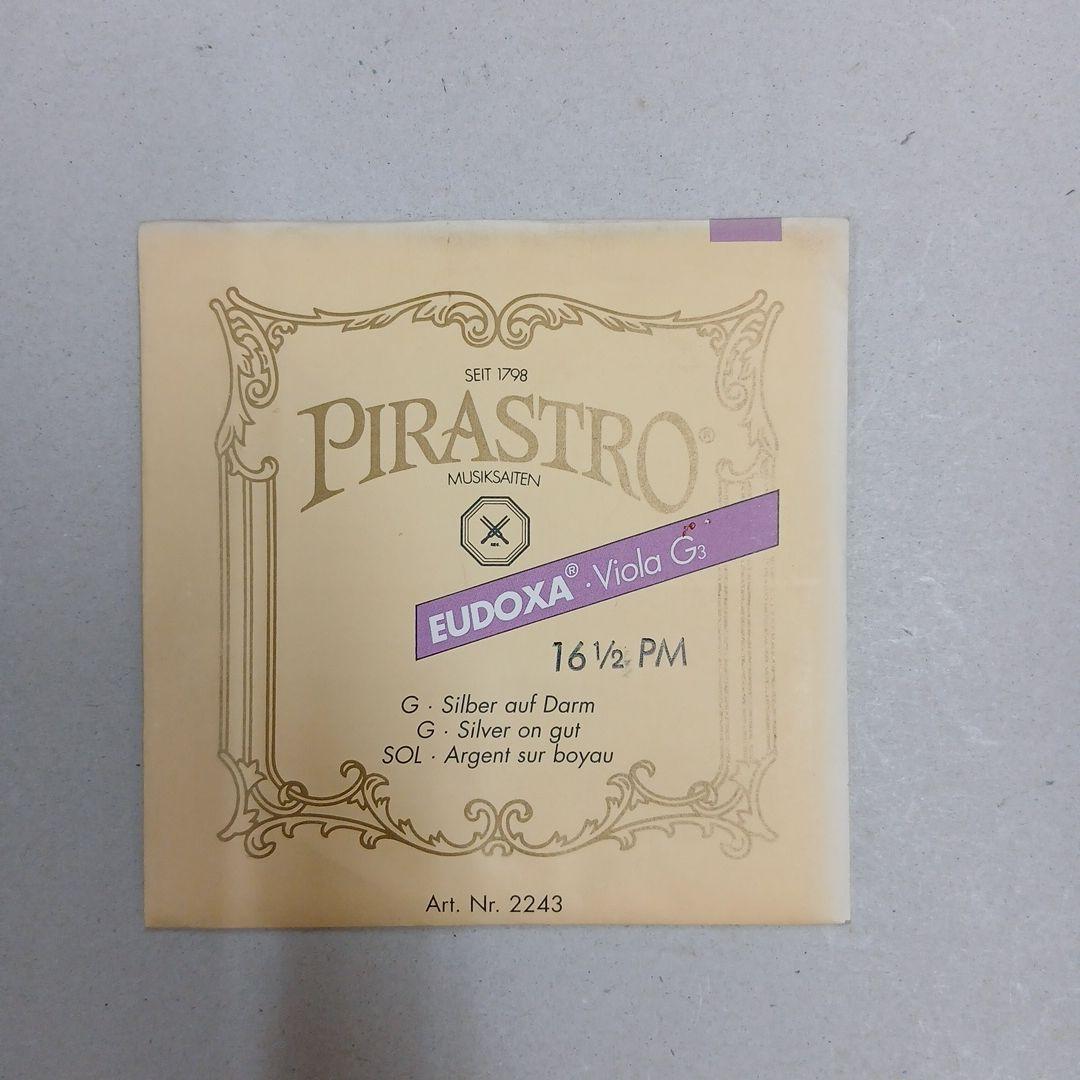 SEIT 1798
PIRASTRO®
MUSIKSAITEN
EUDOXA® · Viola G3
16 1/2 PM
G · Silber auf Darm
G · Silver on gut
SOL · Argent sur boyau
Art. Nr. 2243